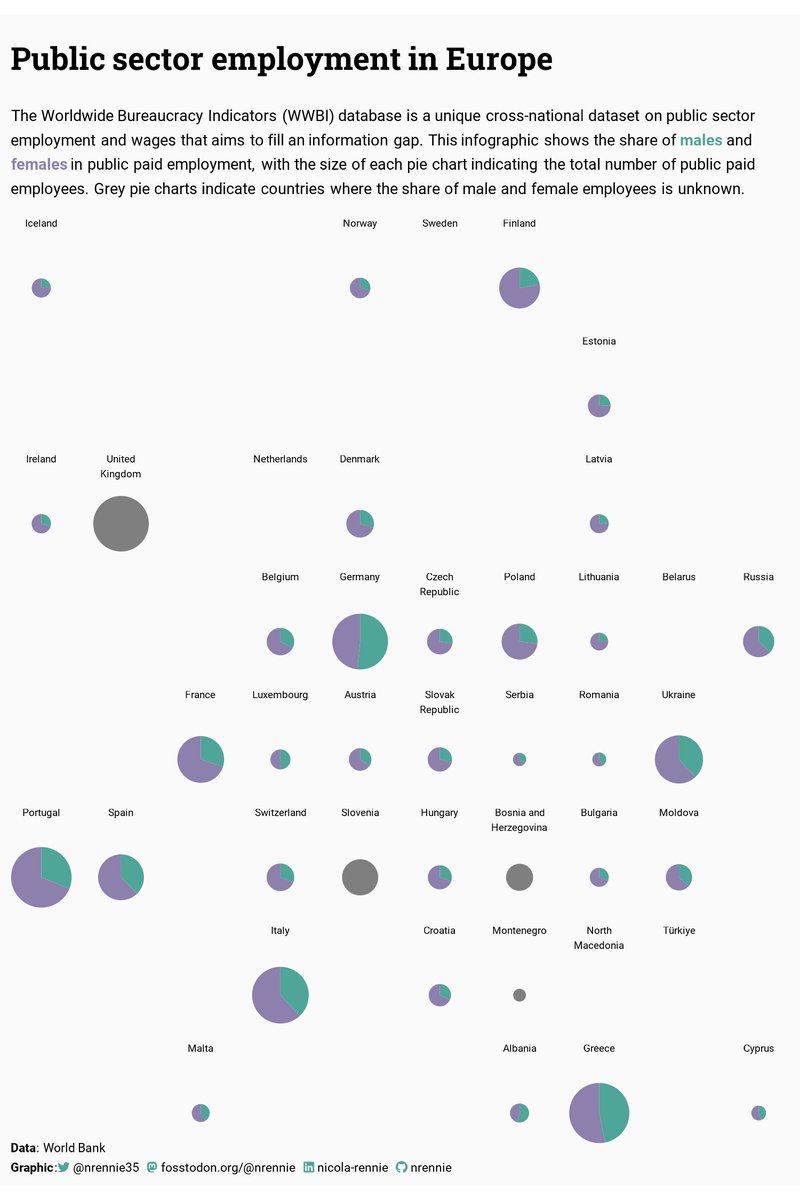 Public sector employment in Europe
The Worldwide Bureaucracy Indicators (WWBI) database is a unique cross-national dataset on public sector
employment and wages that aims to fill an information gap. This infographic shows the share of males and
females in public paid employment, with the size of each pie chart indicating the total number of public paid
employees. Grey pie charts indicate countries where the share of male and female employees is unknown.
Iceland
Norway
Sweden
Finland
Estonia
Ireland
United
Kingdom
Netherlands
Denmark
Latvia
Belgium
Germany
Czech
Republic
Poland
Lithuania
Belarus
Russia
France
Luxembourg
Austria
Slovak
Republic
Serbia
Romania
Ukraine
Portugal
Spain
Switzerland
Slovenia
Hungary
Bosnia and
Herzegovina
Bulgaria
Moldova
Italy
Croatia
Montenegro
North
Macedonia
Türkiye
Malta
Albania
Greece
Cyprus
Data: World Bank
Graphic: @nrennie35 fosstodon.org/@nrennie nicola-rennie nrennie